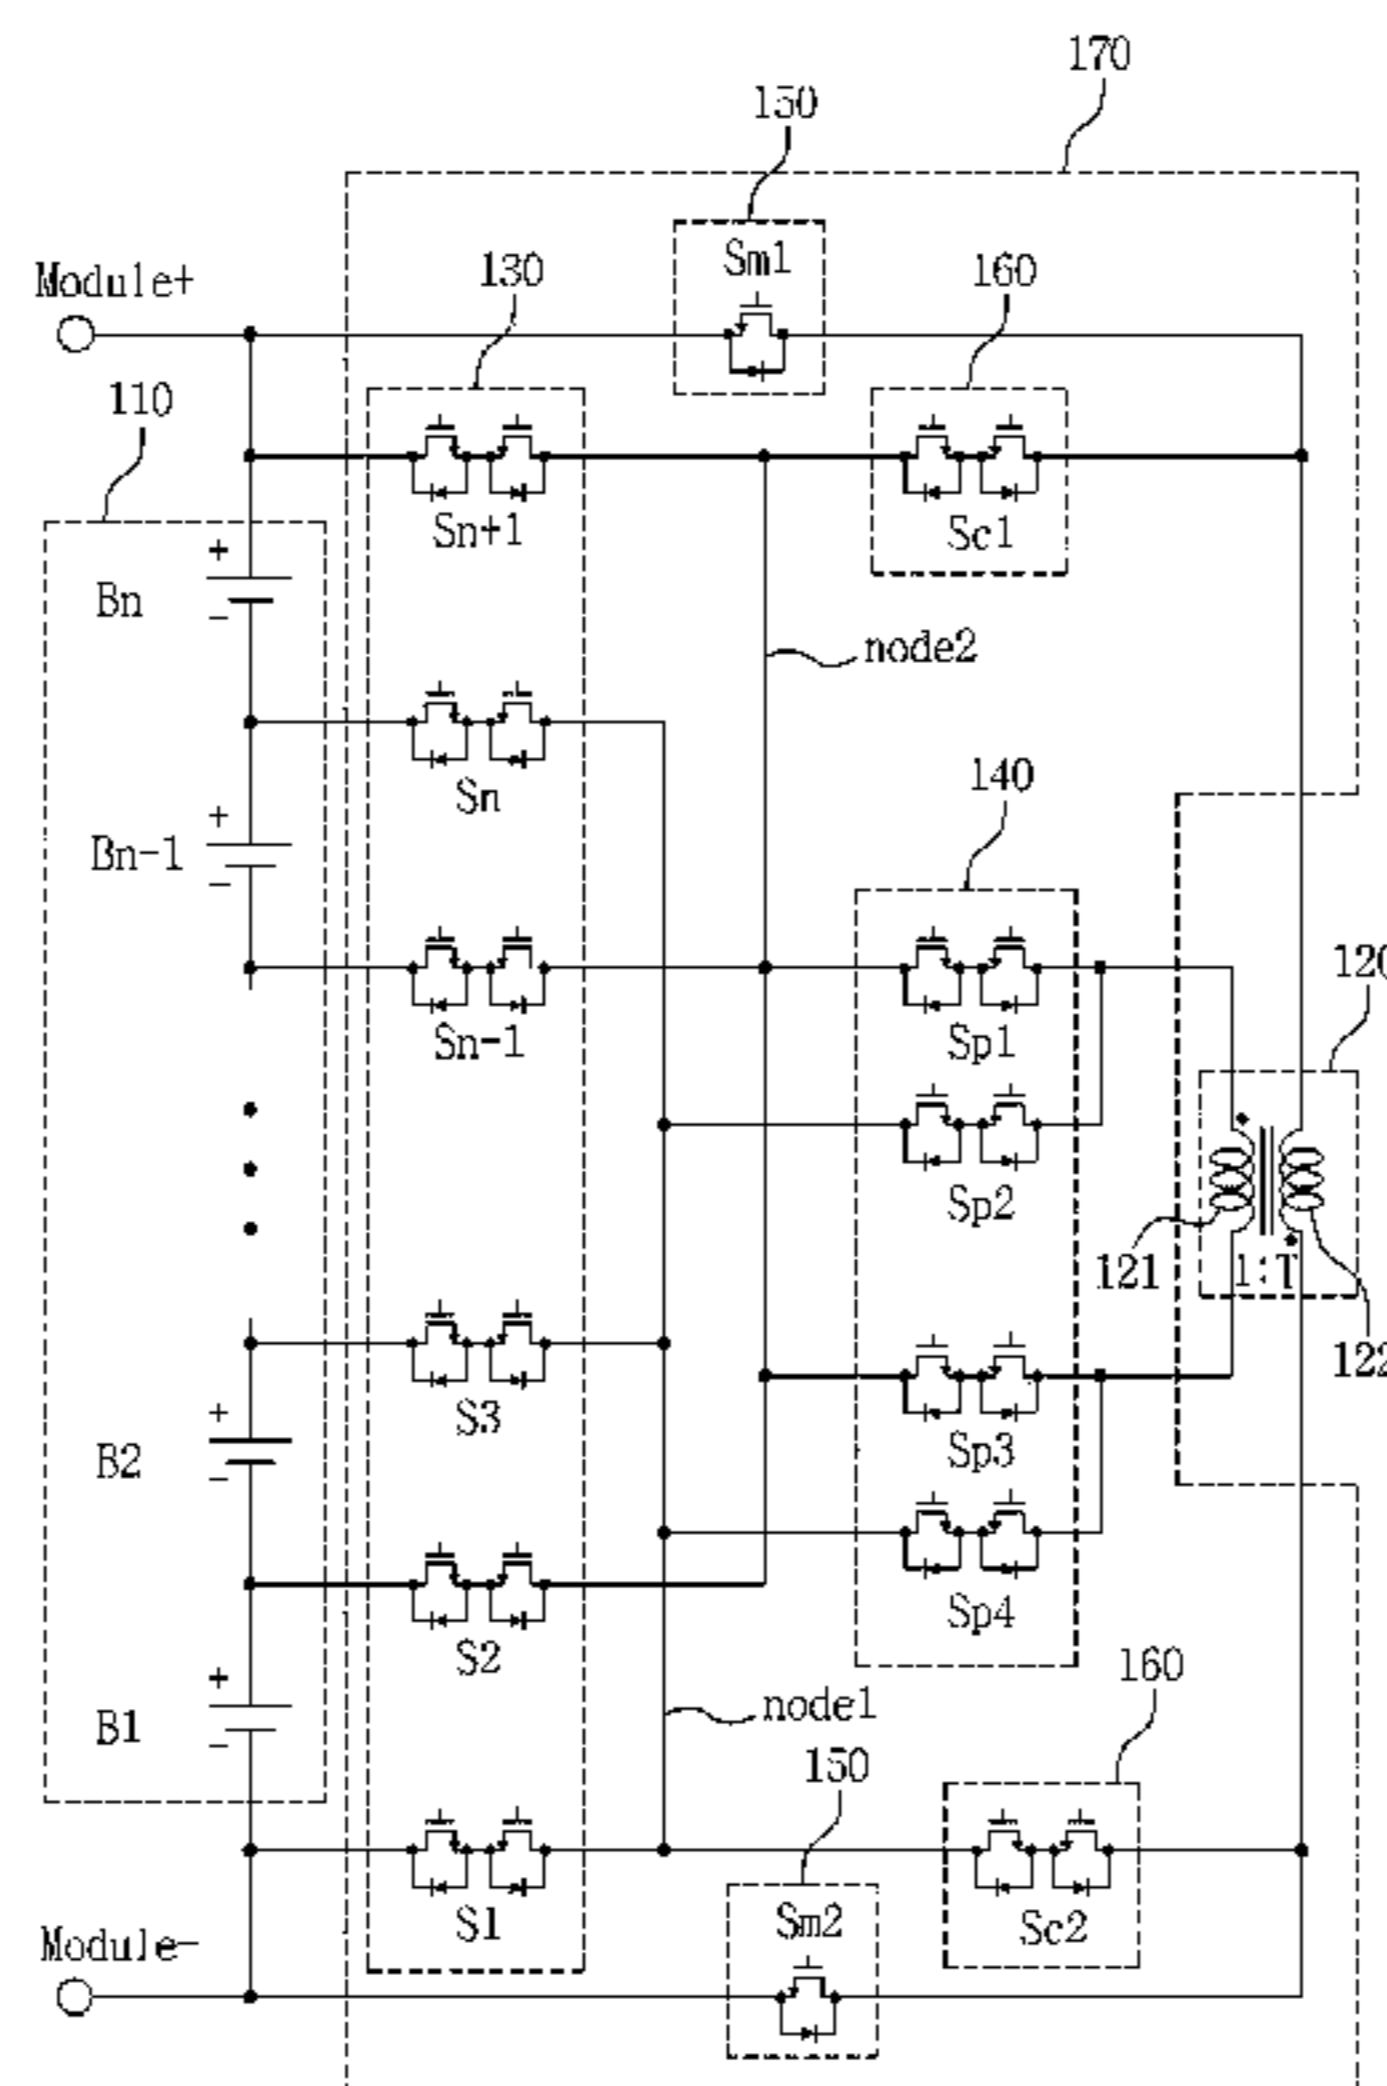 170
150
Sm1
Module+
130
160
110
Sn+1
Sc1
+
Bn
-
node2
Sn
140
+
Bn-1
-
120
Sn-1
Sp1
Sp2
121
1:T
122
S3
+
B2
-
Sp3
S2
Sp4
160
+
B1
-
node1
150
S1
Sm2
Sc2
Module-